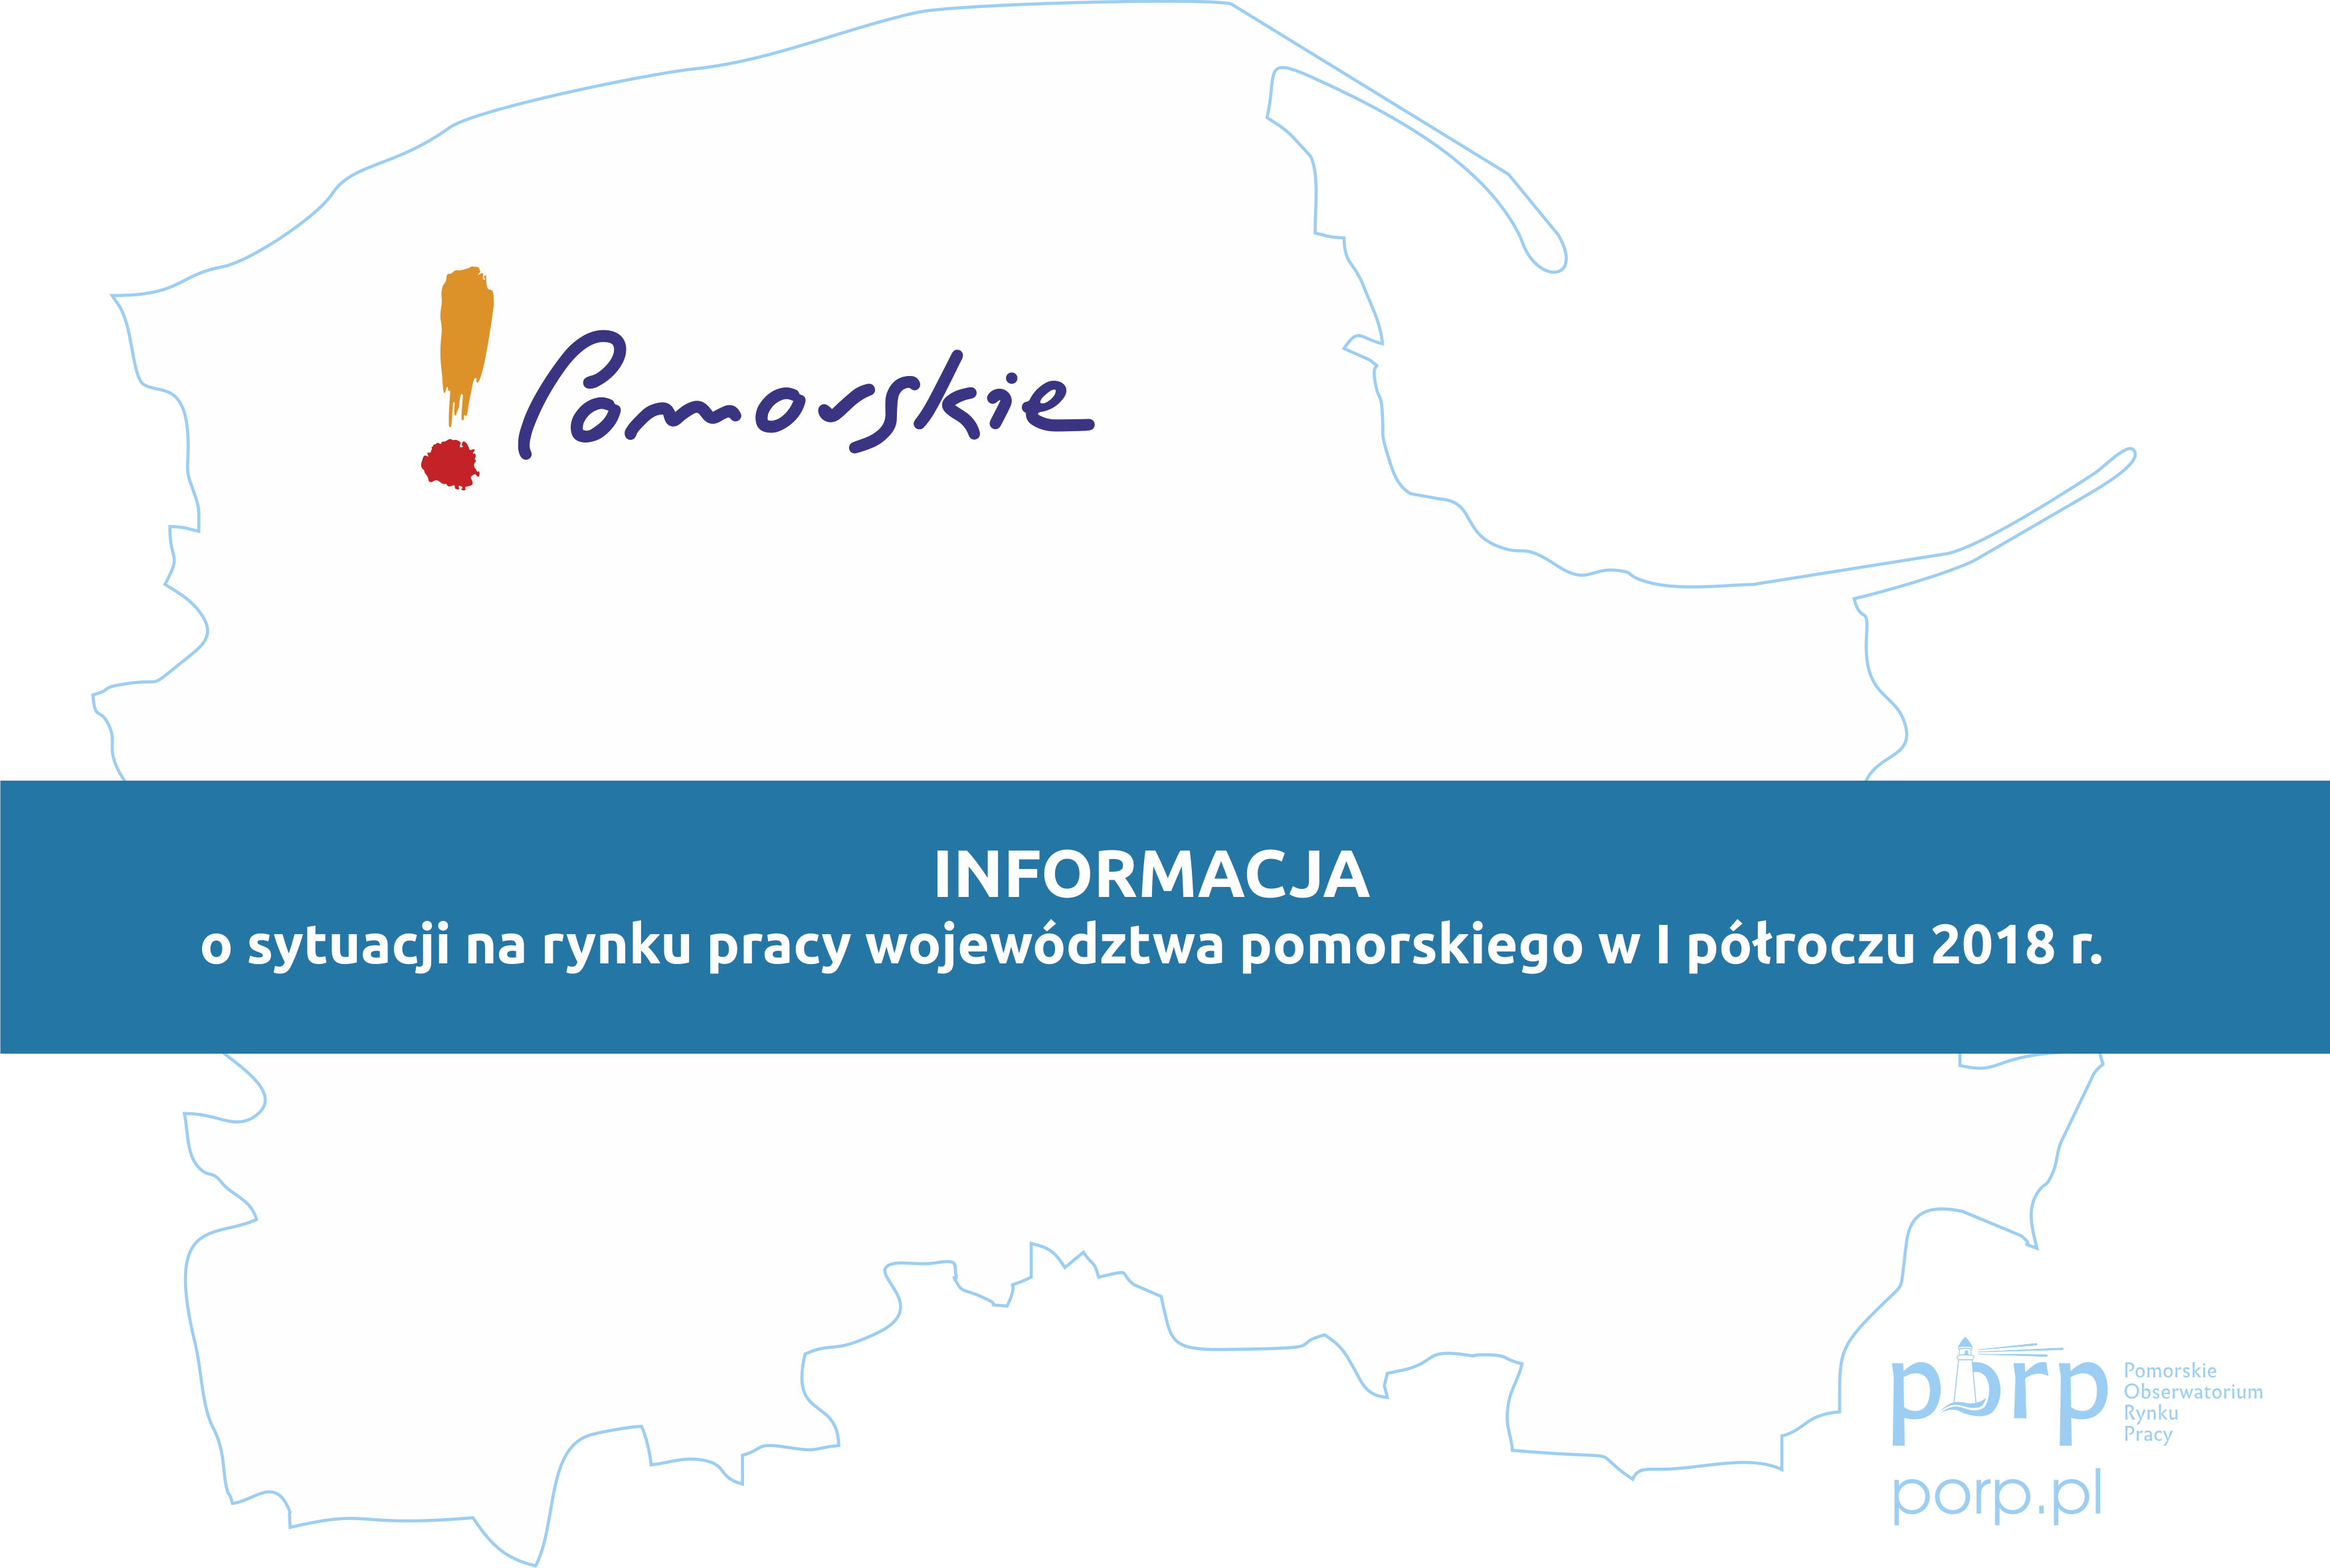 Pomorskie
INFORMACJA
o sytuacji na rynku pracy województwa pomorskiego w I półroczu 2018 r.
porp
Pomorskie
Obserwatorium
Rynku
Pracy
porp.pl